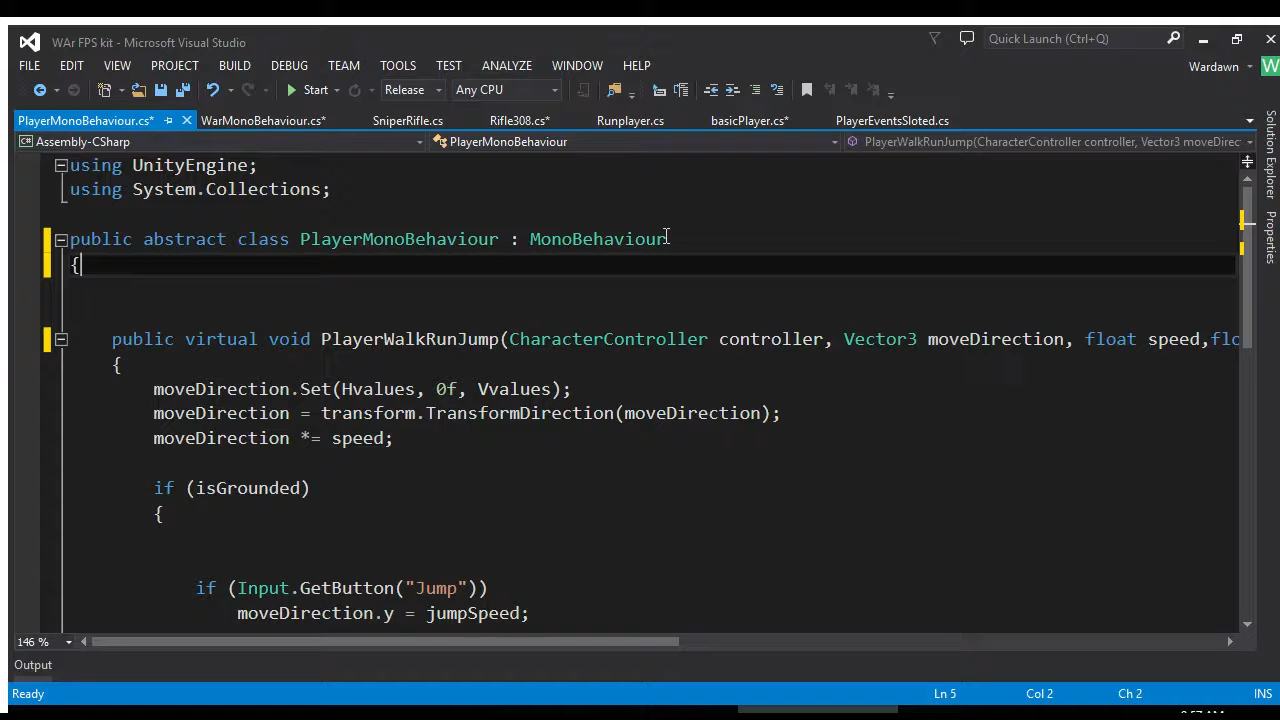 WAr FPS kit - Microsoft Visual Studio
Quick Launch (Ctrl+Q)
FILE EDIT VIEW PROJECT BUILD DEBUG TEAM TOOLS TEST ANALYZE WINDOW HELP
Wardawn W
Start Release Any CPU
PlayerMonoBehaviour.cs* WarMonoBehaviour.cs* SniperRifle.cs Rifle308.cs* Runplayer.cs basicPlayer.cs* PlayerEventsSloted.cs
Assembly-CSharp PlayerMonoBehaviour PlayerWalkRunJump(CharacterController controller, Vector3 moveDirec
Solution Explorer
Properties
using UnityEngine;
using System.Collections;
public abstract class PlayerMonoBehaviour : MonoBehaviour
{
public virtual void PlayerWalkRunJump(CharacterController controller, Vector3 moveDirection, float speed,flo
{
moveDirection.Set(Hvalues, 0f, Vvalues);
moveDirection = transform.TransformDirection(moveDirection);
moveDirection *= speed;
if (isGrounded)
{
if (Input.GetButton("Jump"))
moveDirection.y = jumpSpeed;
146 %
Output
Ready Ln 5 Col 2 Ch 2 INS